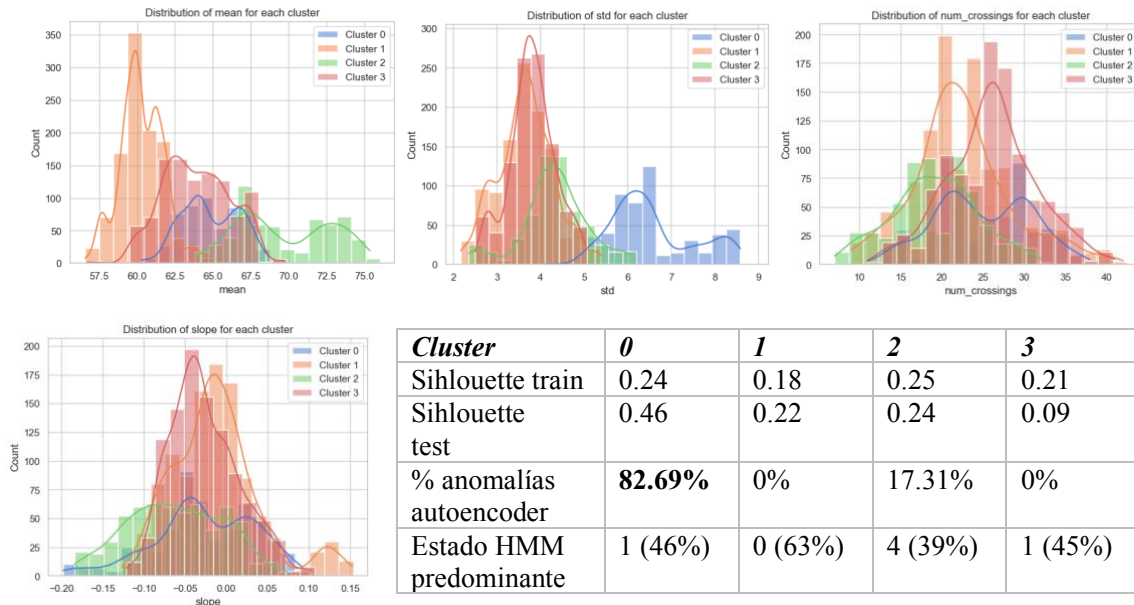 Distribution of mean for each cluster
350
300
250
200
150
100
50
0
Count
57.5 60.0 62.5 65.0 67.5 70.0 72.5 75.0
mean
Cluster 0
Cluster 1
Cluster 2
Cluster 3
Distribution of std for each cluster
300
250
200
150
100
50
0
Count
2 3 4 5 6 7 8 9
std
Cluster 0
Cluster 1
Cluster 2
Cluster 3
Distribution of num_crossings for each cluster
200
175
150
125
100
75
50
25
0
Count
10 15 20 25 30 35 40
num_crossings
Cluster 0
Cluster 1
Cluster 2
Cluster 3
Distribution of slope for each cluster
200
175
150
125
100
75
50
25
0
Count
−0.20 −0.15 −0.10 −0.05 0.00 0.05 0.10 0.15
slope
Cluster 0
Cluster 1
Cluster 2
Cluster 3
Cluster 0 1 2 3
Sihlouette train 0.24 0.18 0.25 0.21
Sihlouette 0.46 0.22 0.24 0.09
test
% anomalías 82.69% 0% 17.31% 0%
autoencoder
Estado HMM 1 (46%) 0 (63%) 4 (39%) 1 (45%)
predominante